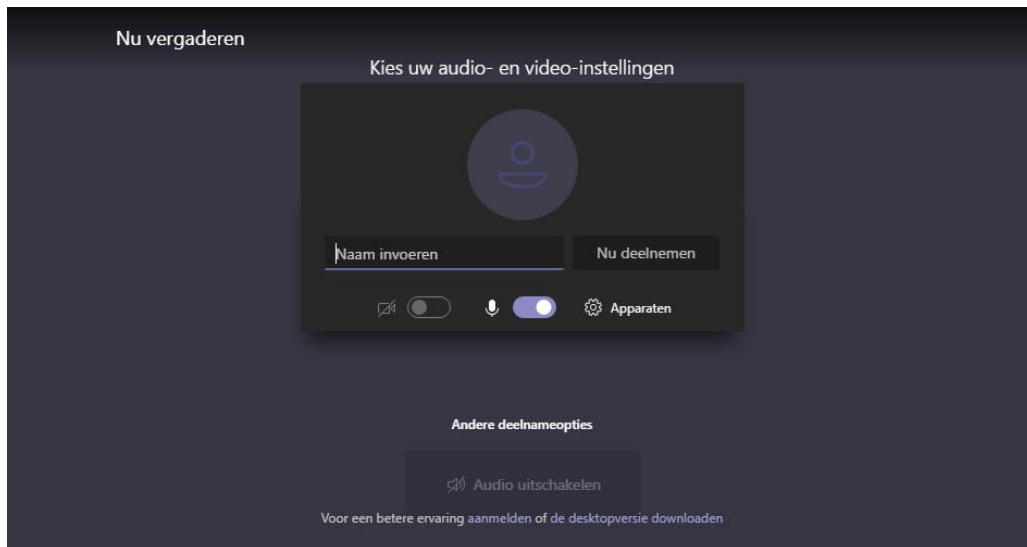 Nu vergaderen
Kies uw audio- en video-instellingen
Naam invoeren
Nu deelnemen
Apparaten
Andere deelnameopties
Audio uitschakelen
Voor een betere ervaring aanmelden of de desktopversie downloaden